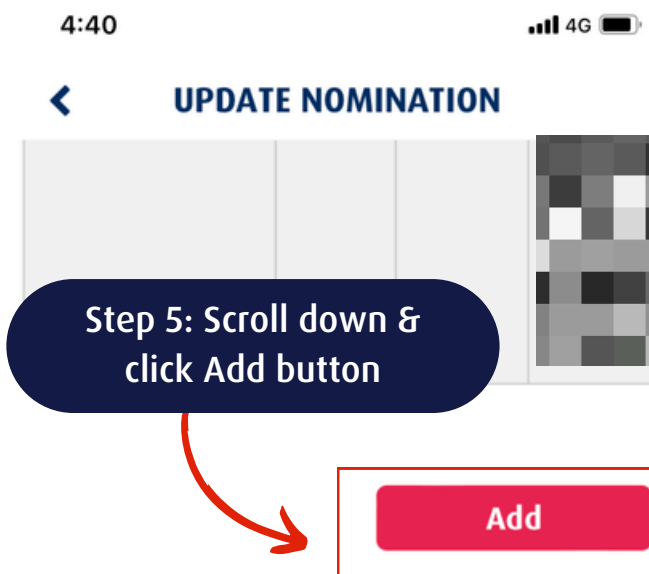 4:40
4G
UPDATE NOMINATION
Step 5: Scroll down &
click Add button
Add